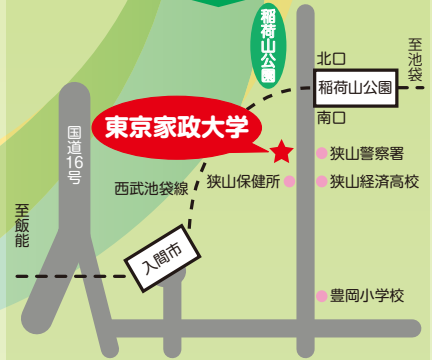 稲荷山公園
北口
至池袋
稲荷山公園
南口
東京家政大学
国道16号
狭山警察署
西武池袋線
狭山保健所
狭山経済高校
至飯能
入間市
豊岡小学校